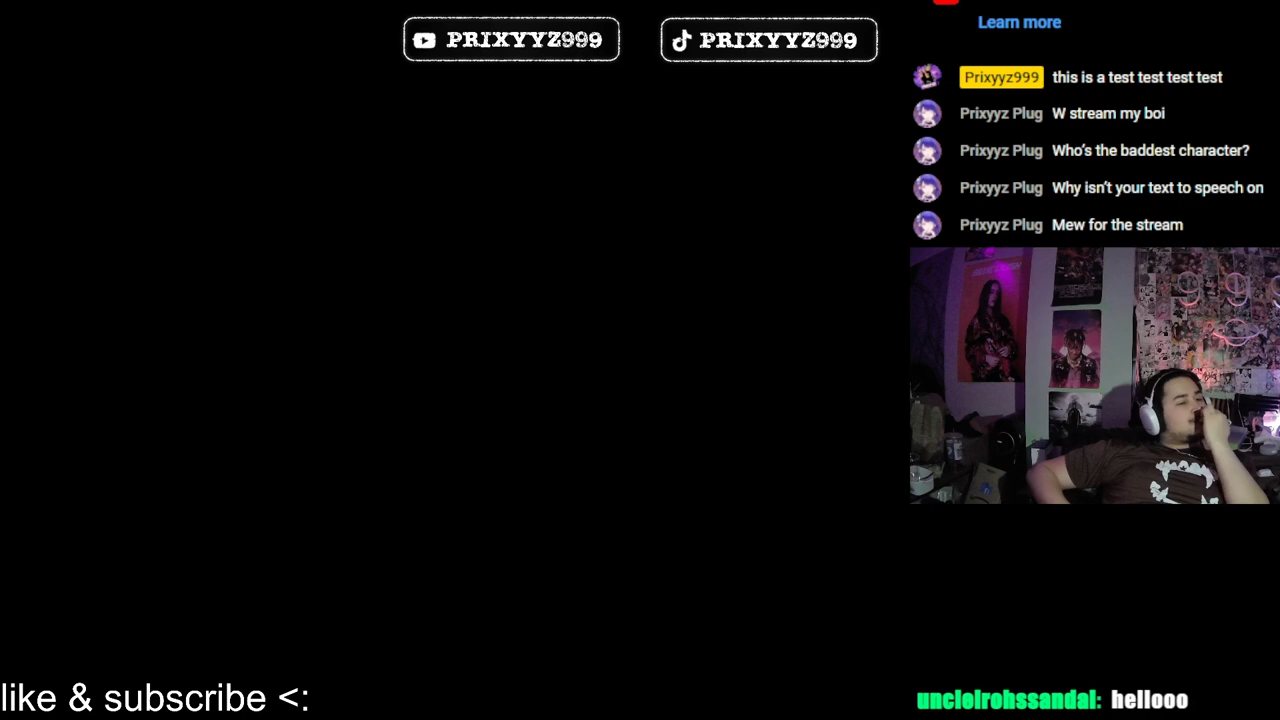 PRIXYYZ999
PRIXYYZ999
Learn more
Prixyyz999 this is a test test test test
Prixyyz Plug W stream my boi
Prixyyz Plug Who’s the baddest character?
Prixyyz Plug Why isn’t your text to speech on
Prixyyz Plug Mew for the stream
999
like & subscribe <:
uncleirohssandal: hellooo